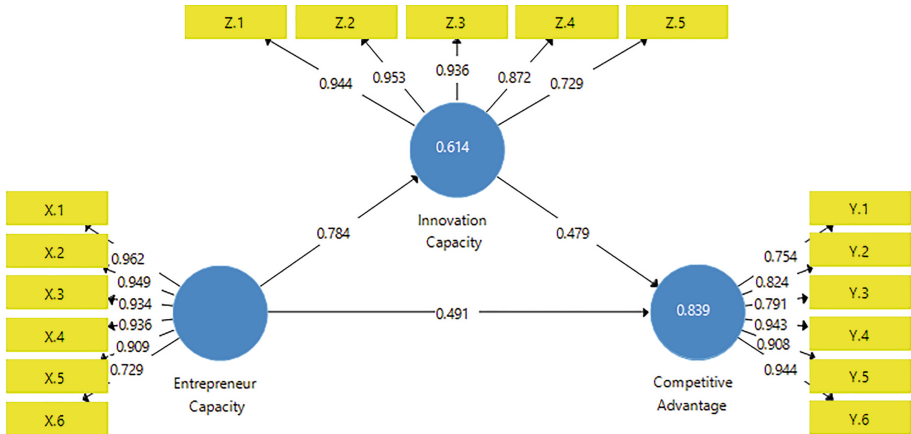 Z.1
Z.2
Z.3
Z.4
Z.5
0.944
0.953
0.936
0.872
0.729
0.614
Innovation
Capacity
0.784
0.479
X.1
X.2
X.3
X.4
X.5
X.6
0.962
0.949
0.934
0.936
0.909
0.729
Entrepreneur
Capacity
0.491
0.839
Competitive
Advantage
0.754
0.824
0.791
0.943
0.908
0.944
Y.1
Y.2
Y.3
Y.4
Y.5
Y.6